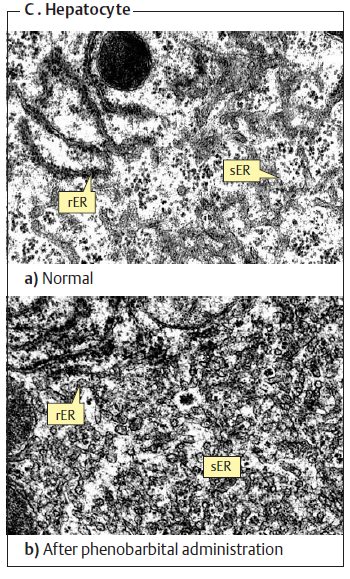 C. Hepatocyte
rER
sER
a) Normal
rER
sER
b) After phenobarbital administration